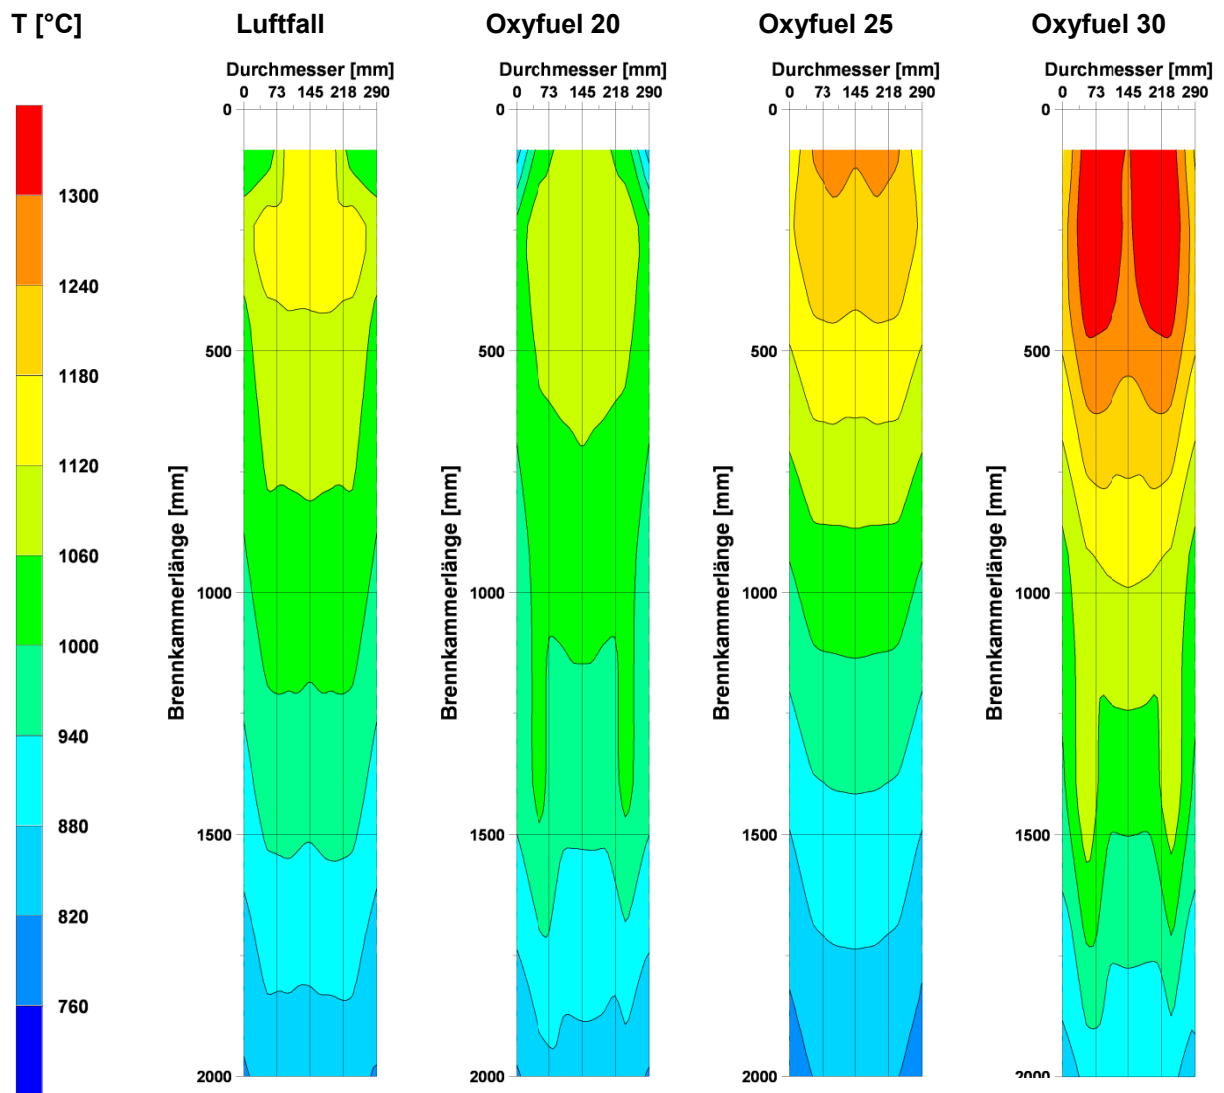 T [°C] Luftfall Oxyfuel 20 Oxyfuel 25 Oxyfuel 30
Durchmesser [mm] Durchmesser [mm] Durchmesser [mm] Durchmesser [mm]
0 73 145 218 290 0 73 145 218 290 0 73 145 218 290 0 73 145 218 290
0 0 0 0
1300
1240
500 500 500 500
1180
1120
1060
1000 1000 1000 1000
1000
940
880
1500 1500 1500 1500
820
760
2000 2000 2000 2000
Brennkammerlänge [mm]
Brennkammerlänge [mm]
Brennkammerlänge [mm]
Brennkammerlänge [mm]